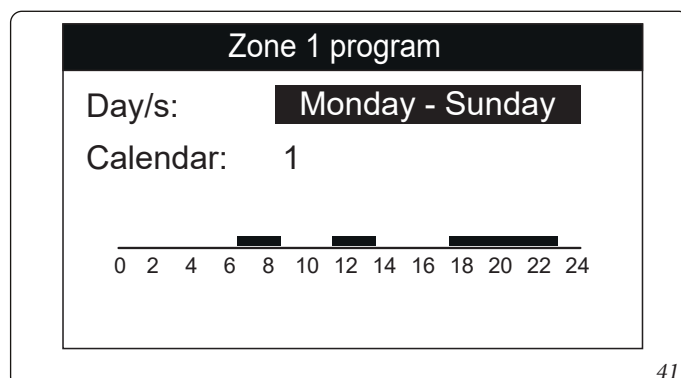 Zone 1 program
Day/s: Monday - Sunday
Calendar: 1
0 2 4 6 8 10 12 14 16 18 20 22 24
41